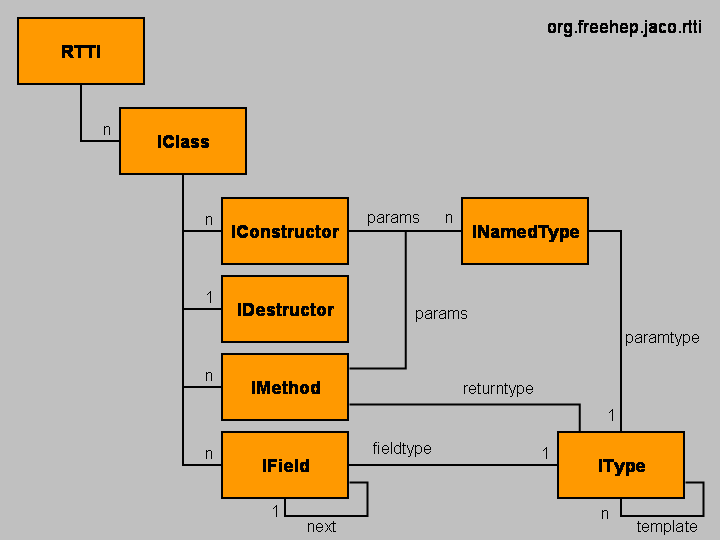 org.freehep.jaco.rtti
RTTI
n
IClass
n
IConstructor
params
n
INamedType
1
IDestructor
params
paramtype
n
IMethod
returntype
1
n
IField
fieldtype
1
IType
1
next
n
template